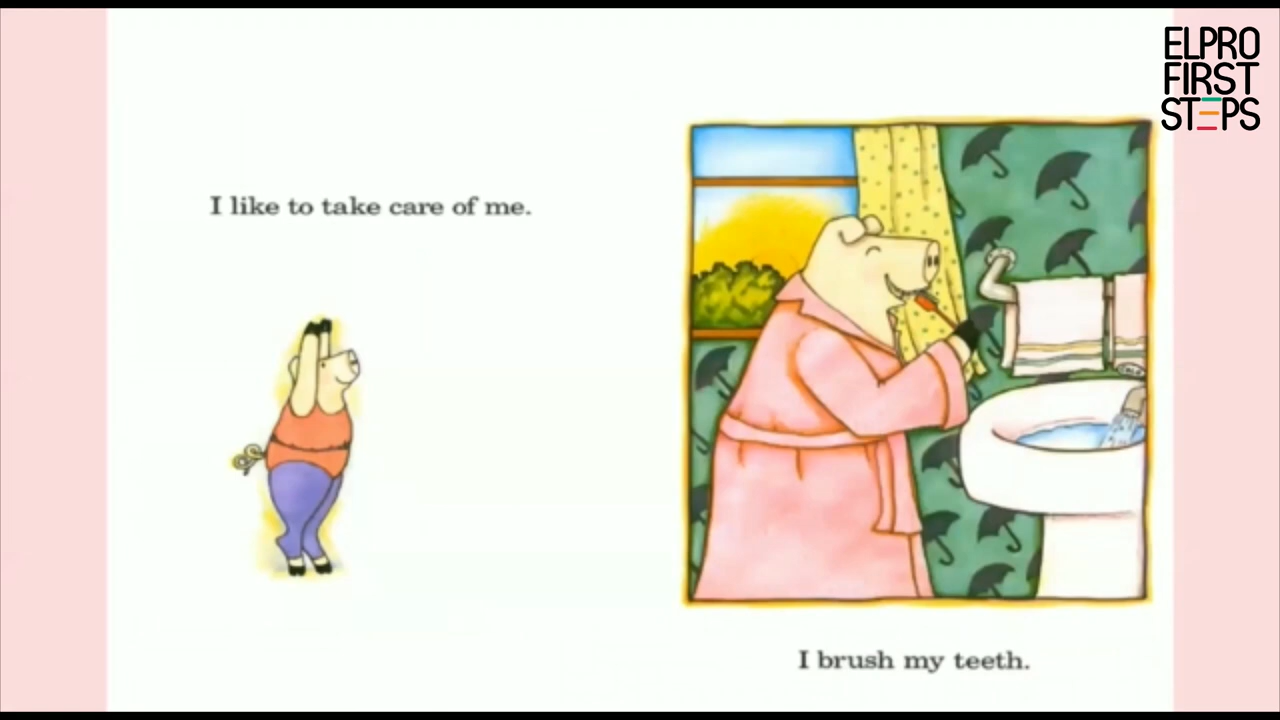 I like to take care of me.
I brush my teeth.
ELPRO
FIRST
STEPS